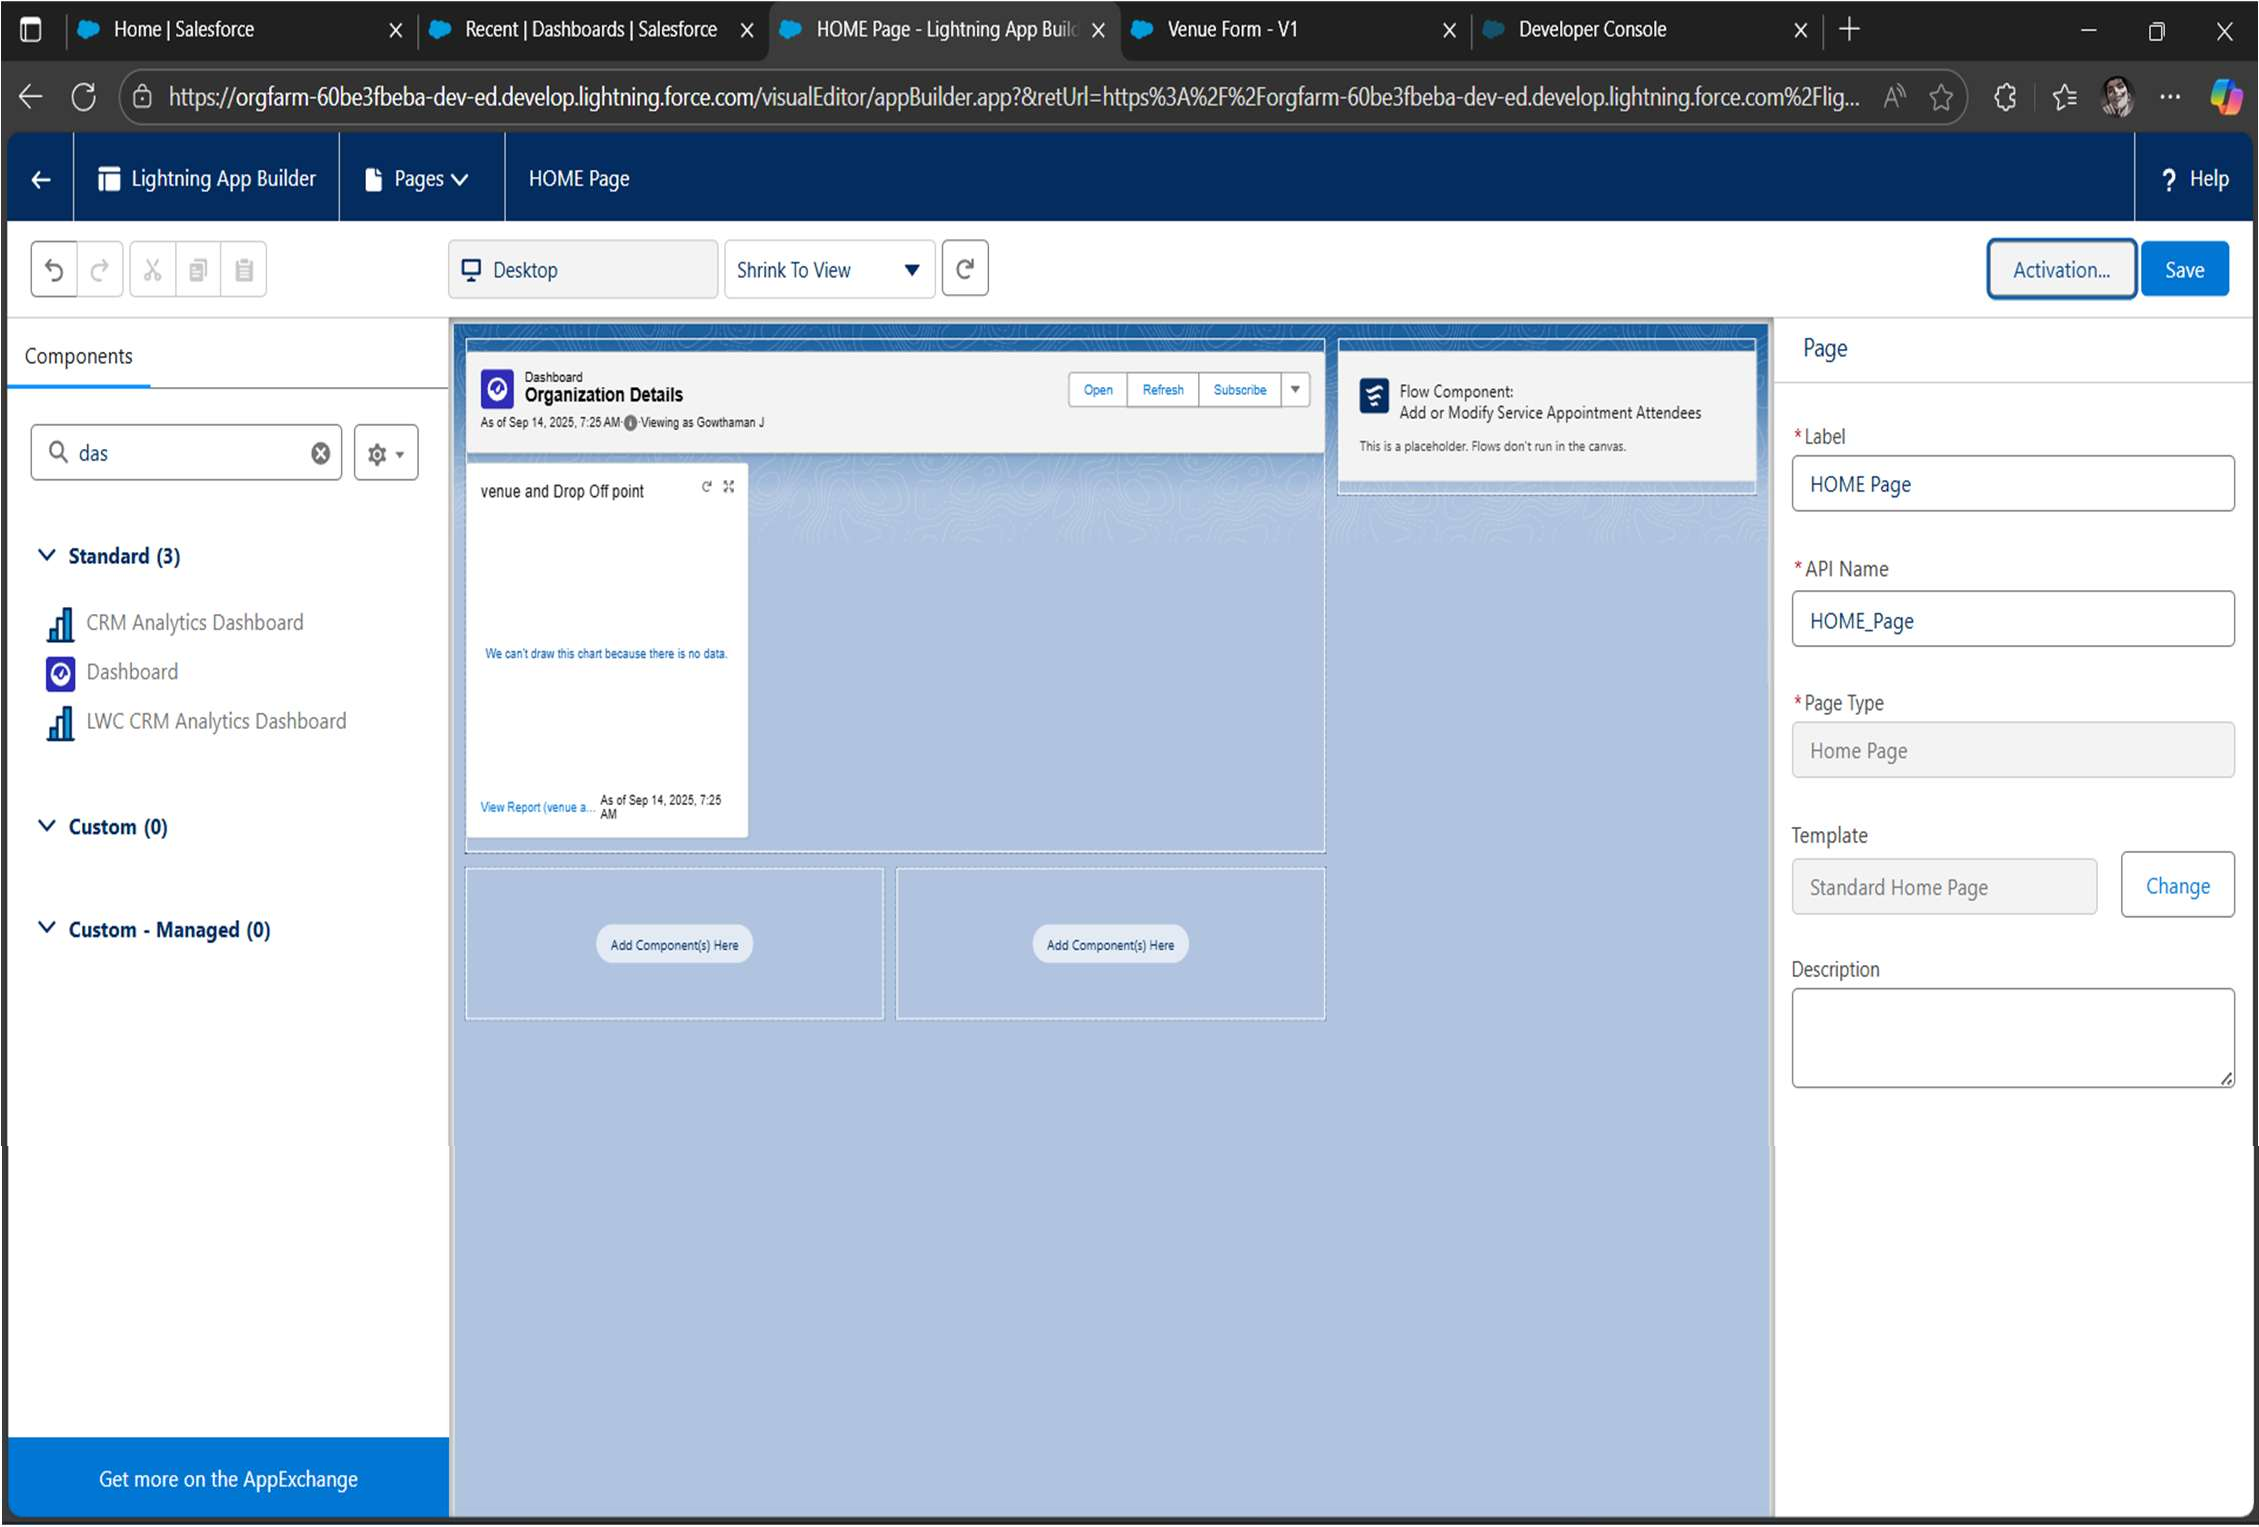 Home | Salesforce
Recent | Dashboards | Salesforce
HOME Page - Lightning App Buil
Venue Form - V1
Developer Console
https://orgfarm-60be3fbeba-dev-ed.develop.lightning.force.com/visualEditor/appBuilder.app?&retUrl=https%3A%2F%2Forgfarm-60be3fbeba-dev-ed.develop.lightning.force.com%2Flig...
Lightning App Builder
Pages
HOME Page
? Help
Desktop
Shrink To View
Activation...
Save
Components
das
Standard (3)
CRM Analytics Dashboard
Dashboard
LWC CRM Analytics Dashboard
Custom (0)
Custom - Managed (0)
Get more on the AppExchange
Dashboard
Organization Details
As of Sep 14, 2025, 7:25 AM·Viewing as Gowthaman J
Open
Refresh
Subscribe
venue and Drop Off point
We can't draw this chart because there is no data.
View Report (venue a...
As of Sep 14, 2025, 7:25
AM
Add Component(s) Here
Add Component(s) Here
Flow Component:
Add or Modify Service Appointment Attendees
This is a placeholder. Flows don't run in the canvas.
Page
*Label
HOME Page
*API Name
HOME_Page
*Page Type
Home Page
Template
Standard Home Page
Change
Description